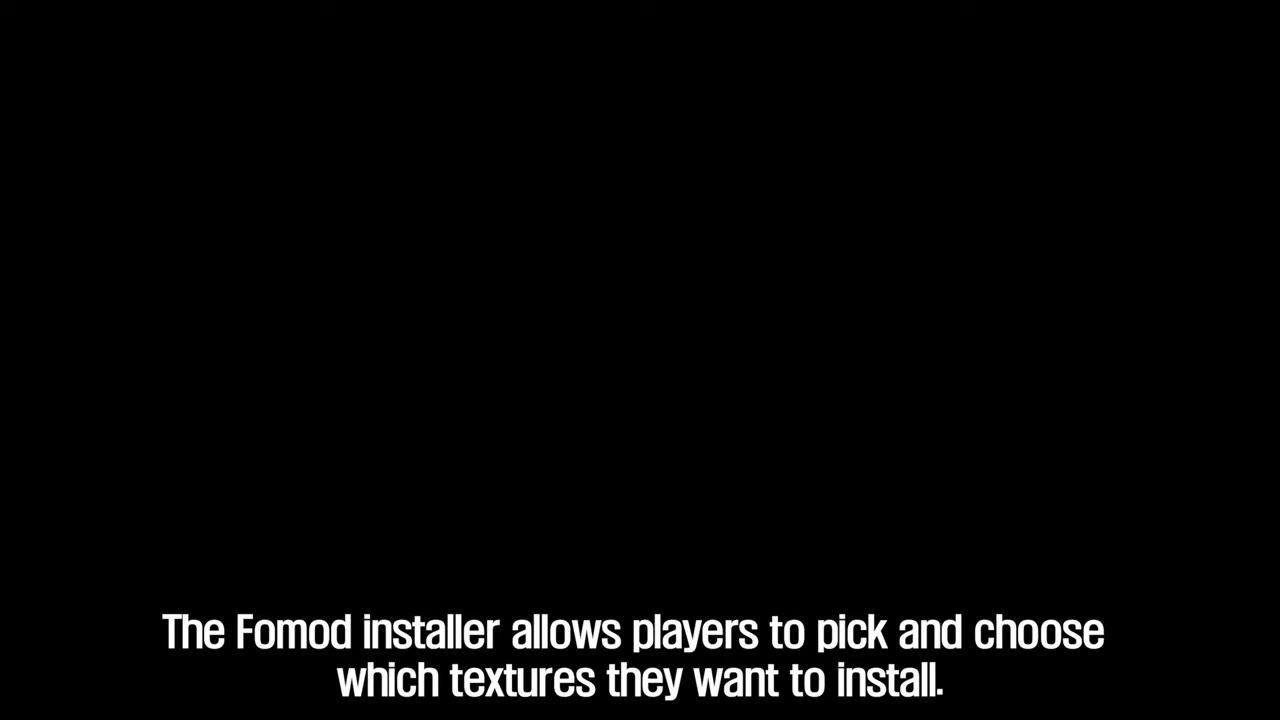 The Fomod installer allows players to pick and choose
which textures they want to install.